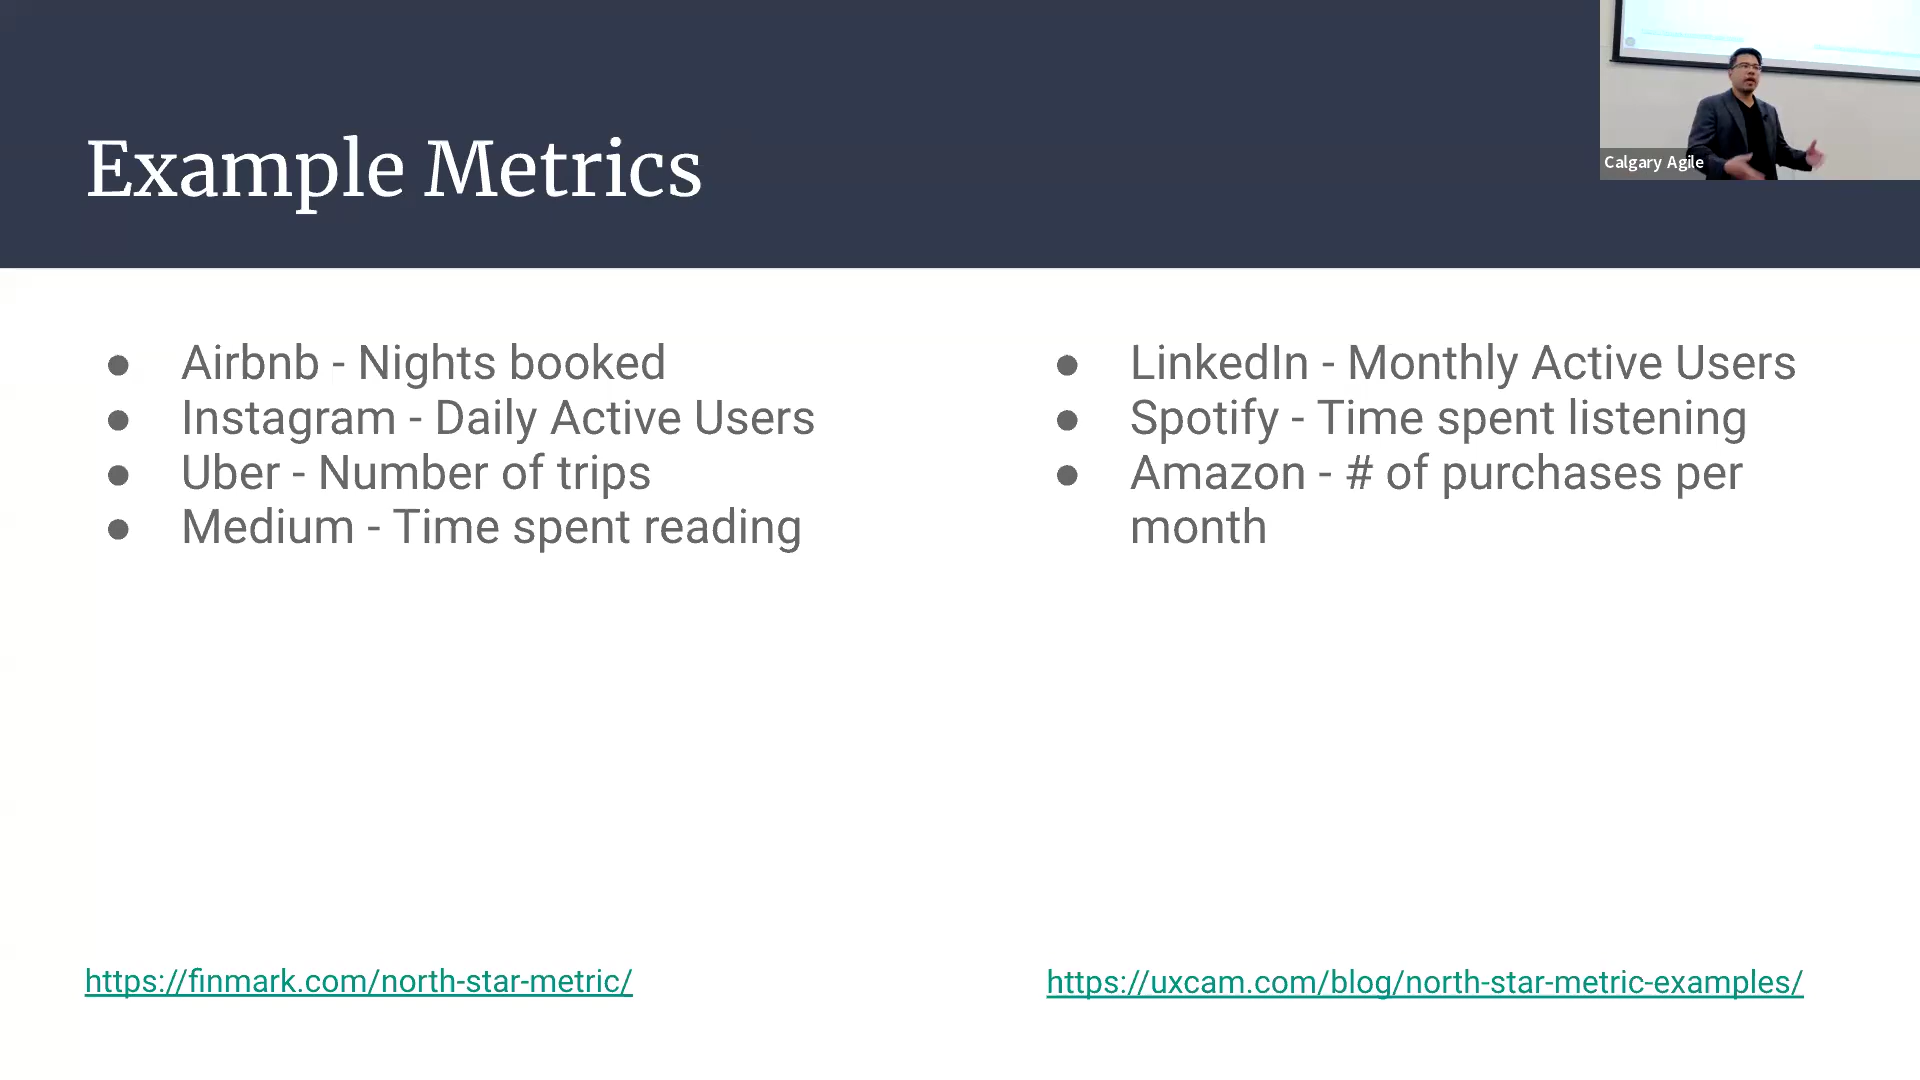 Example Metrics
Calgary Agile
● Airbnb - Nights booked
● Instagram - Daily Active Users
● Uber - Number of trips
● Medium - Time spent reading
● LinkedIn - Monthly Active Users
● Spotify - Time spent listening
● Amazon - # of purchases per
month
https://finmark.com/north-star-metric/
https://uxcam.com/blog/north-star-metric-examples/